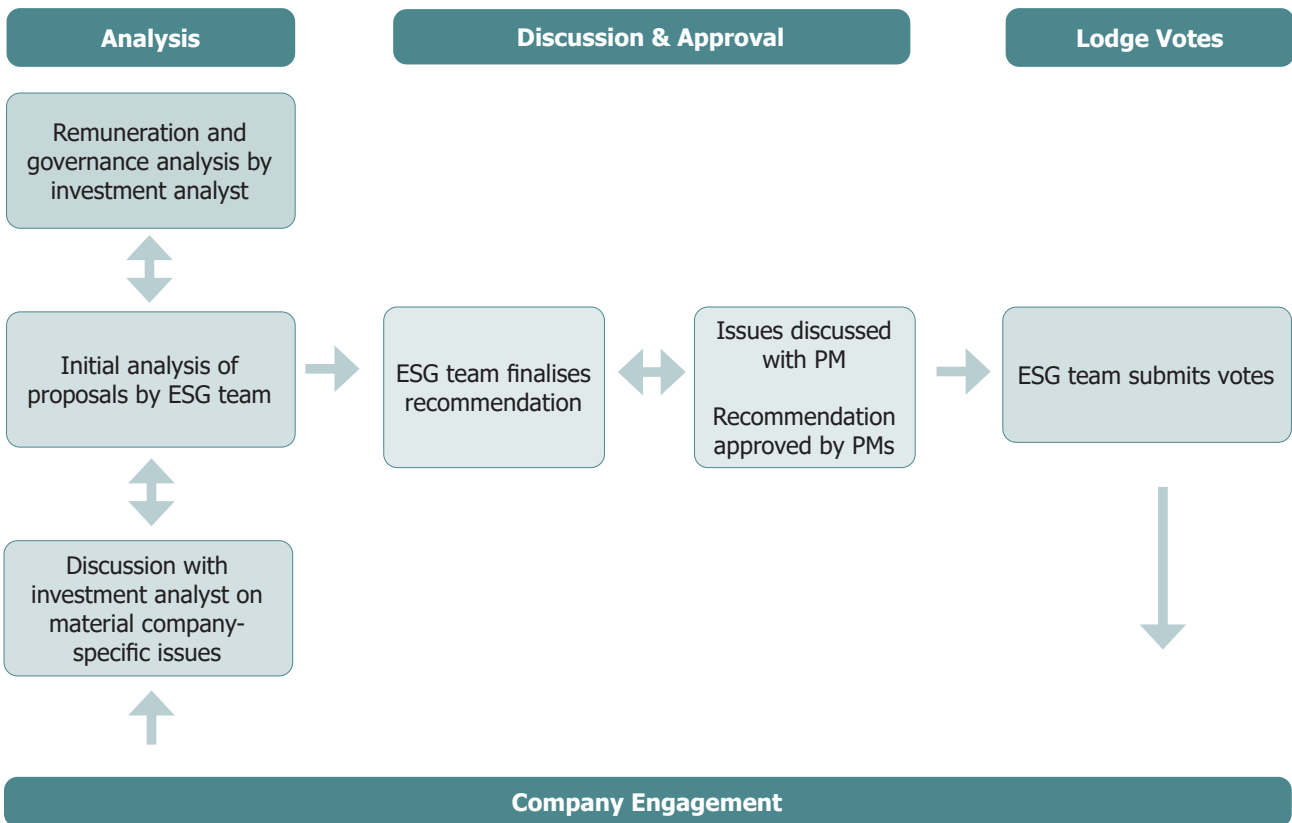 Analysis
Discussion & Approval
Lodge Votes
Remuneration and
governance analysis by
investment analyst
Initial analysis of
proposals by ESG team
ESG team finalises
recommendation
Issues discussed
with PM
Recommendation
approved by PMs
ESG team submits votes
Discussion with
investment analyst on
material company-
specific issues
Company Engagement